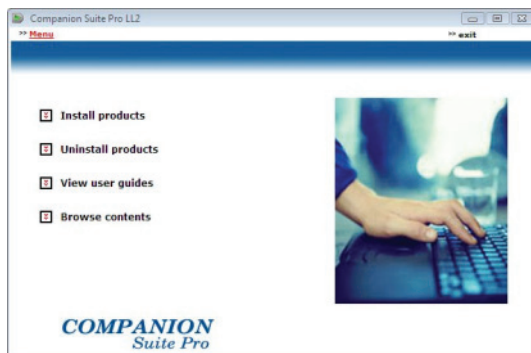 Companion Suite Pro LL2
>> Menu
>> exit
Install products
Uninstall products
View user guides
Browse contents
COMPANION
Suite Pro